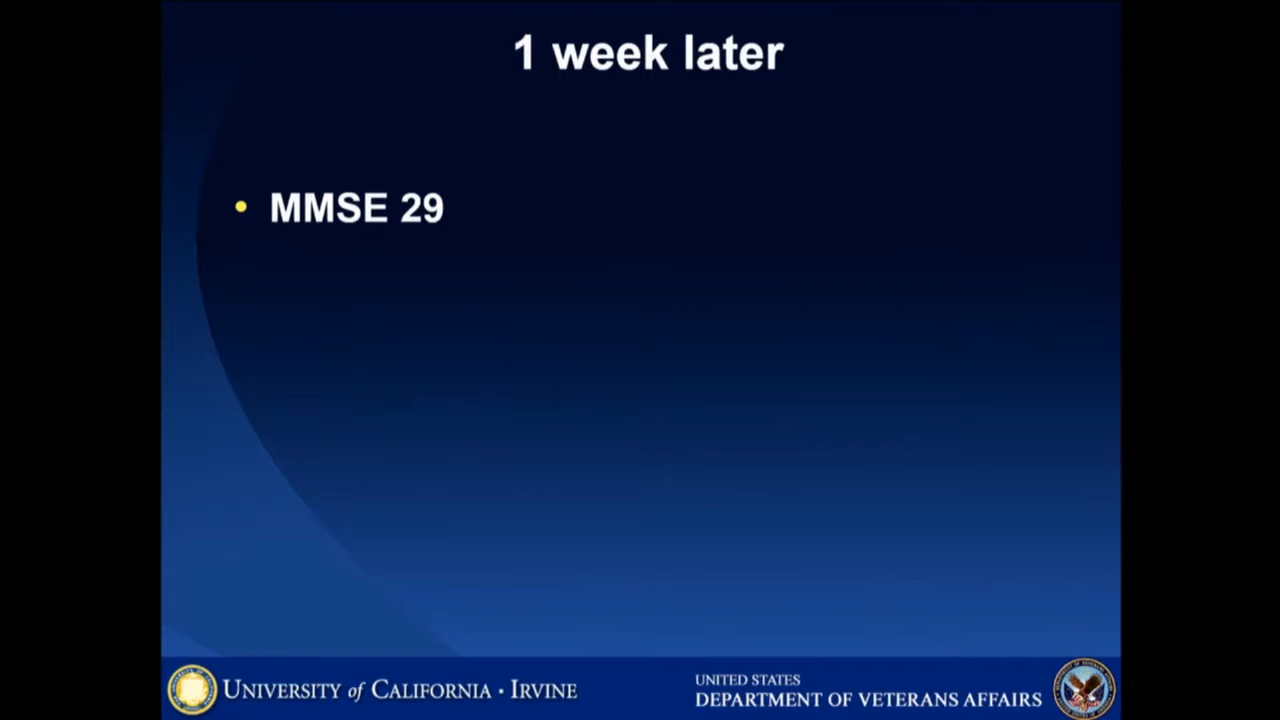 1 week later
• MMSE 29
UNIVERSITY of CALIFORNIA · IRVINE
UNITED STATES
DEPARTMENT OF VETERANS AFFAIRS